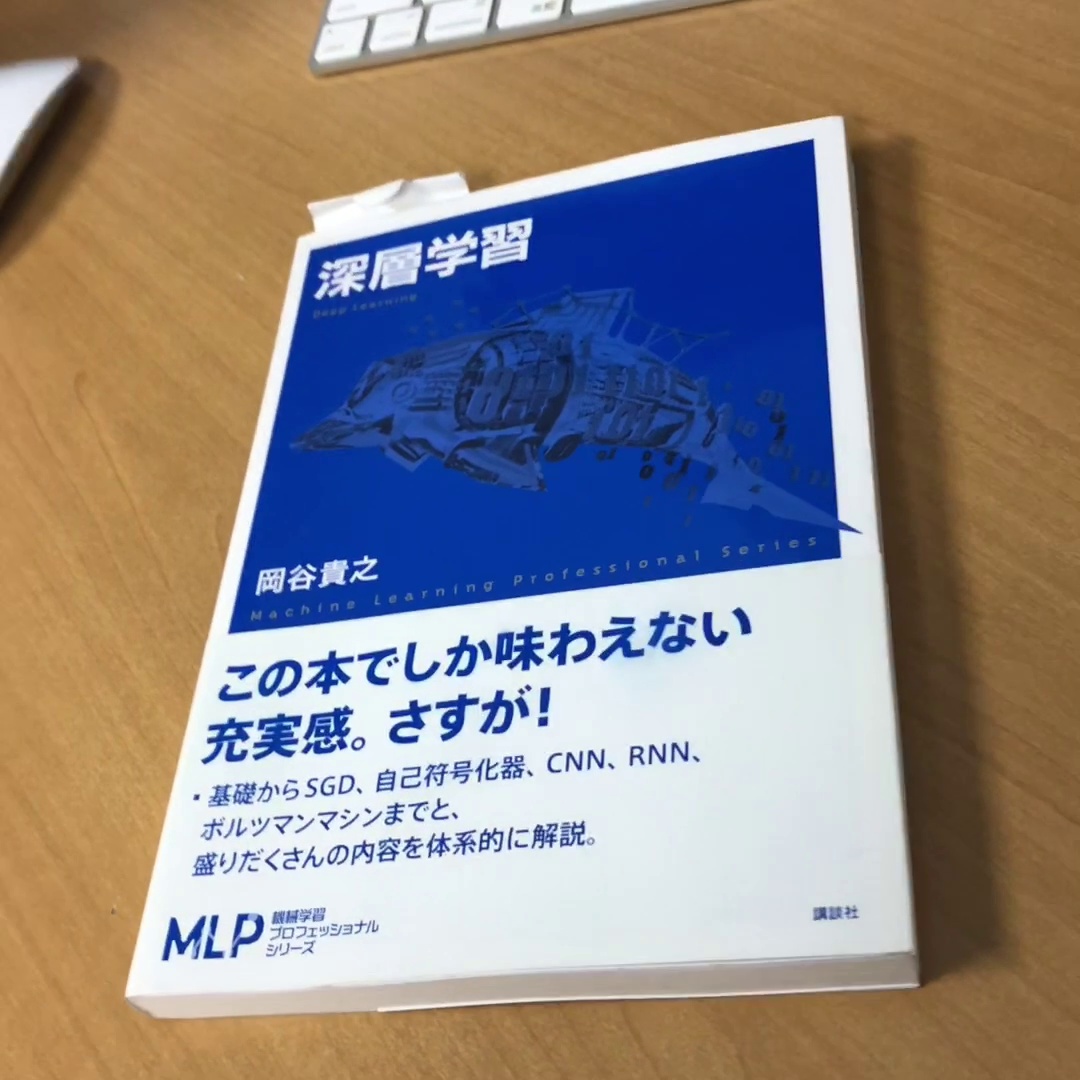 深層学習
Deep Learning
岡谷貴之
Machine Learning Professional Series
この本でしか味わえない
充実感。さすが!
・基礎からSGD、自己符号化器、CNN、RNN、
ボルツマンマシンまでと、
盛りだくさんの内容を体系的に解説。
MLP
機械学習
プロフェッショナル
シリーズ
講談社